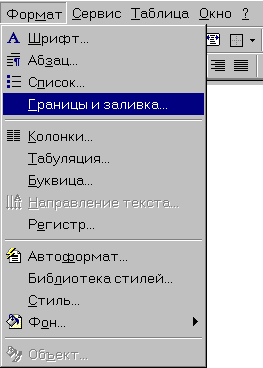 Формат Сервис Таблица Окно ?
Шрифт...
Абзац...
Список...
Границы и заливка...
Колонки...
Табуляция...
Буквица...
Направление текста...
Регистр...
Автоформат...
Библиотека стилей...
Стиль...
Фон...
Объект...